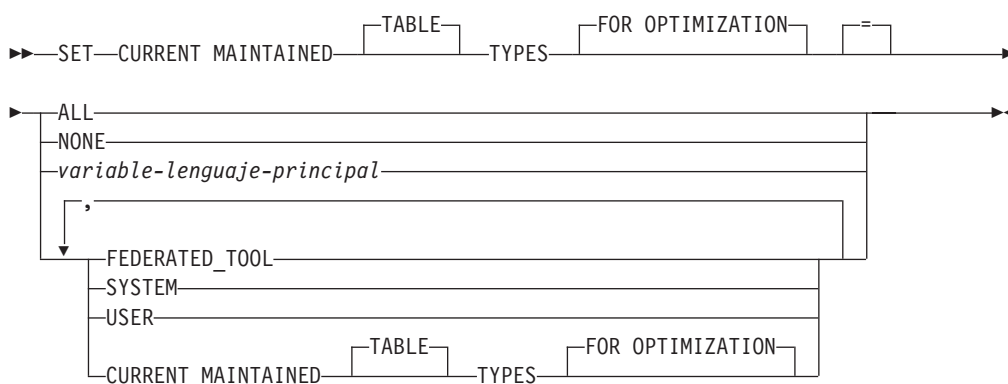 TABLE FOR OPTIMIZATION =
SET CURRENT MAINTAINED TYPES
ALL
NONE
variable-lenguaje-principal
,
FEDERATED_TOOL
SYSTEM
USER
TABLE FOR OPTIMIZATION
CURRENT MAINTAINED TYPES